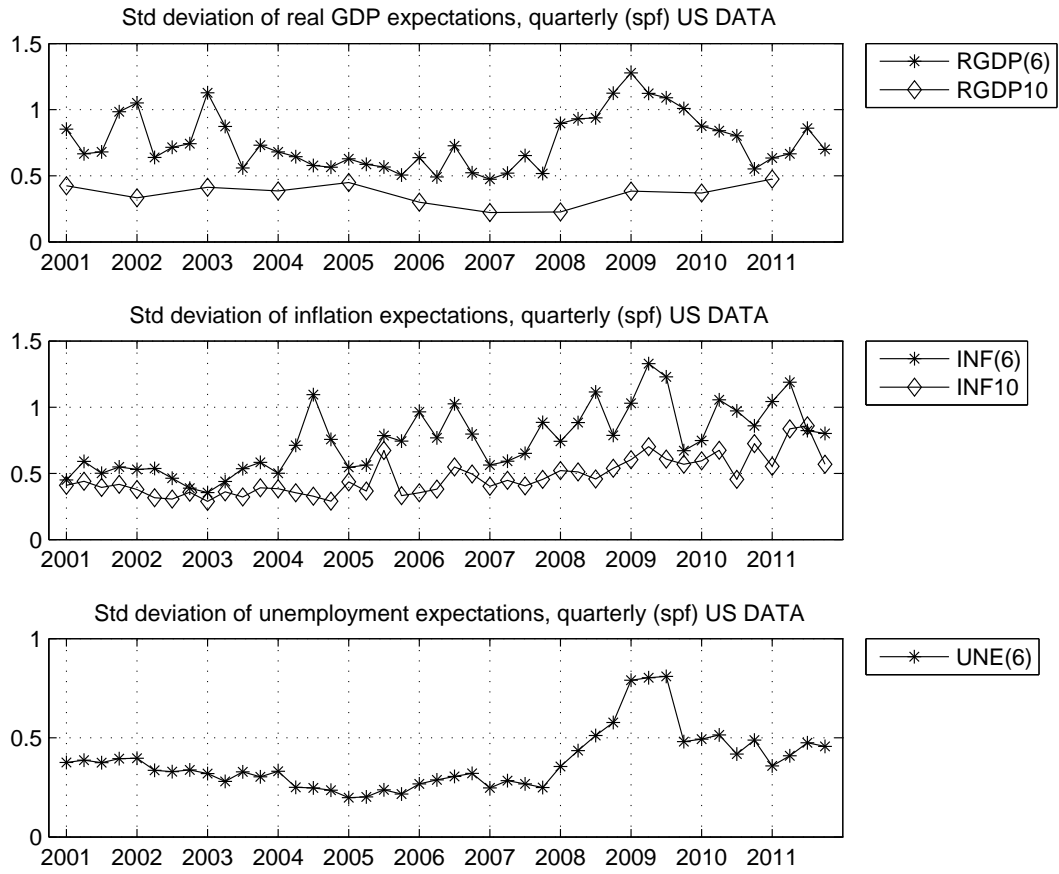 Std deviation of real GDP expectations, quarterly (spf) US DATA
1.5
1
0.5
0
2001 2002 2003 2004 2005 2006 2007 2008 2009 2010 2011
RGDP(6)
RGDP10
Std deviation of inflation expectations, quarterly (spf) US DATA
1.5
1
0.5
0
2001 2002 2003 2004 2005 2006 2007 2008 2009 2010 2011
INF(6)
INF10
Std deviation of unemployment expectations, quarterly (spf) US DATA
1
0.5
0
2001 2002 2003 2004 2005 2006 2007 2008 2009 2010 2011
UNE(6)